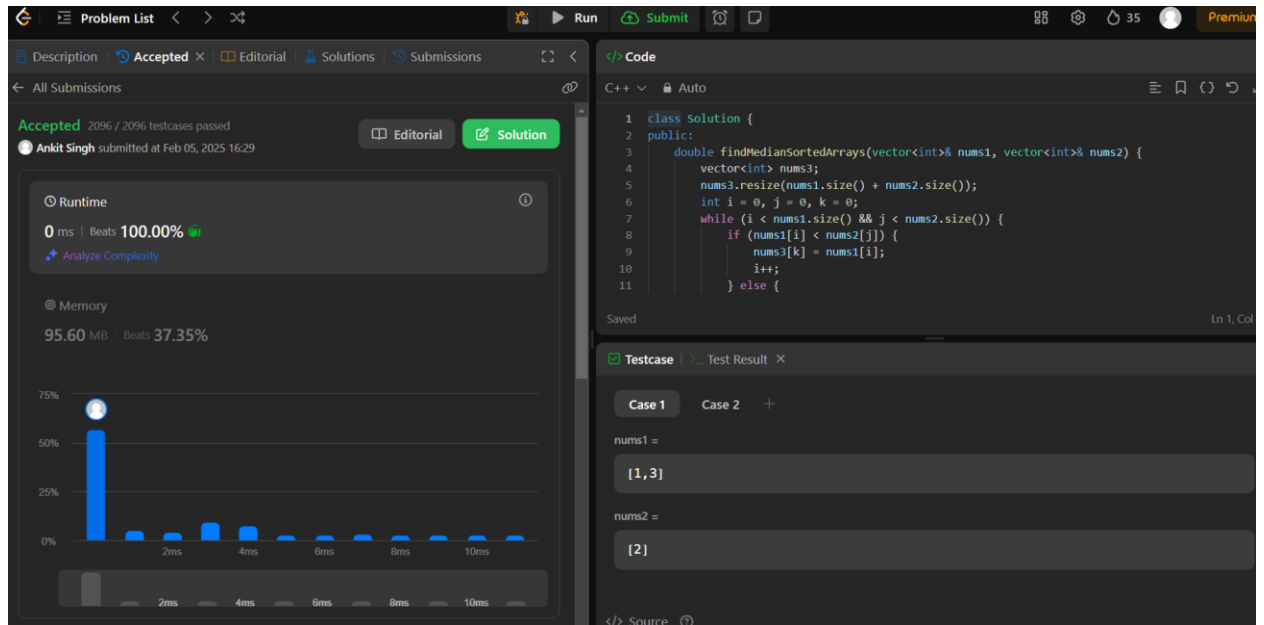 Problem List
Run
Submit
35
Premium
Description
Accepted
Editorial
Solutions
Submissions
All Submissions
Accepted 2096 / 2096 testcases passed
Ankit Singh submitted at Feb 05, 2025 16:29
Editorial
Solution
Runtime
0 ms | Beats 100.00%
Analyze Complexity
Memory
95.60 MB | Beats 37.35%
75%
50%
25%
0%
2ms 4ms 6ms 8ms 10ms
2ms 4ms 6ms 8ms 10ms
</> Code
C++ Auto
1 class Solution {
2 public:
3 double findMedianSortedArrays(vector<int>& nums1, vector<int>& nums2) {
4 vector<int> nums3;
5 nums3.resize(nums1.size() + nums2.size());
6 int i = 0, j = 0, k = 0;
7 while (i < nums1.size() && j < nums2.size()) {
8 if (nums1[i] < nums2[j]) {
9 nums3[k] = nums1[i];
10 i++;
11 } else {
Saved
Ln 1, Col
Testcase
>_ Test Result
Case 1
Case 2
nums1 =
[1,3]
nums2 =
[2]
</> Source